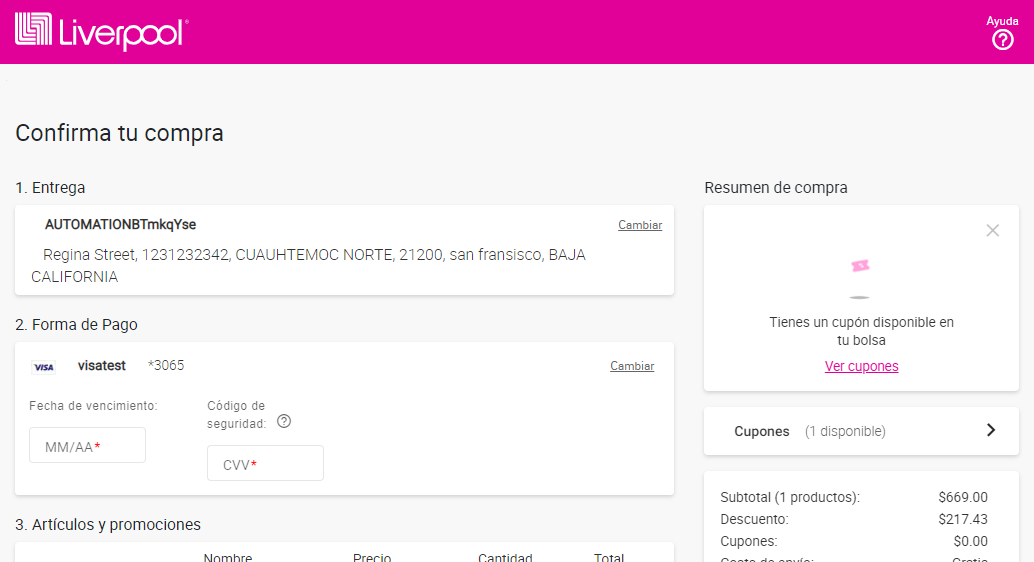 Liverpool
Ayuda
Confirma tu compra
1. Entrega
AUTOMATIONBTmkqYse
Cambiar
Regina Street, 1231232342, CUAUHTEMOC NORTE, 21200, san fransisco, BAJA
CALIFORNIA
2. Forma de Pago
VISA visatest *3065
Cambiar
Fecha de vencimiento:
MM/AA*
Código de
seguridad:
CVV*
3. Artículos y promociones
Nombre Precio Cantidad Total
Resumen de compra
Tienes un cupón disponible en
tu bolsa
Ver cupones
Cupones (1 disponible)
Subtotal (1 productos): $669.00
Descuento: $217.43
Cupones: $0.00
Costo de envío: Gratis